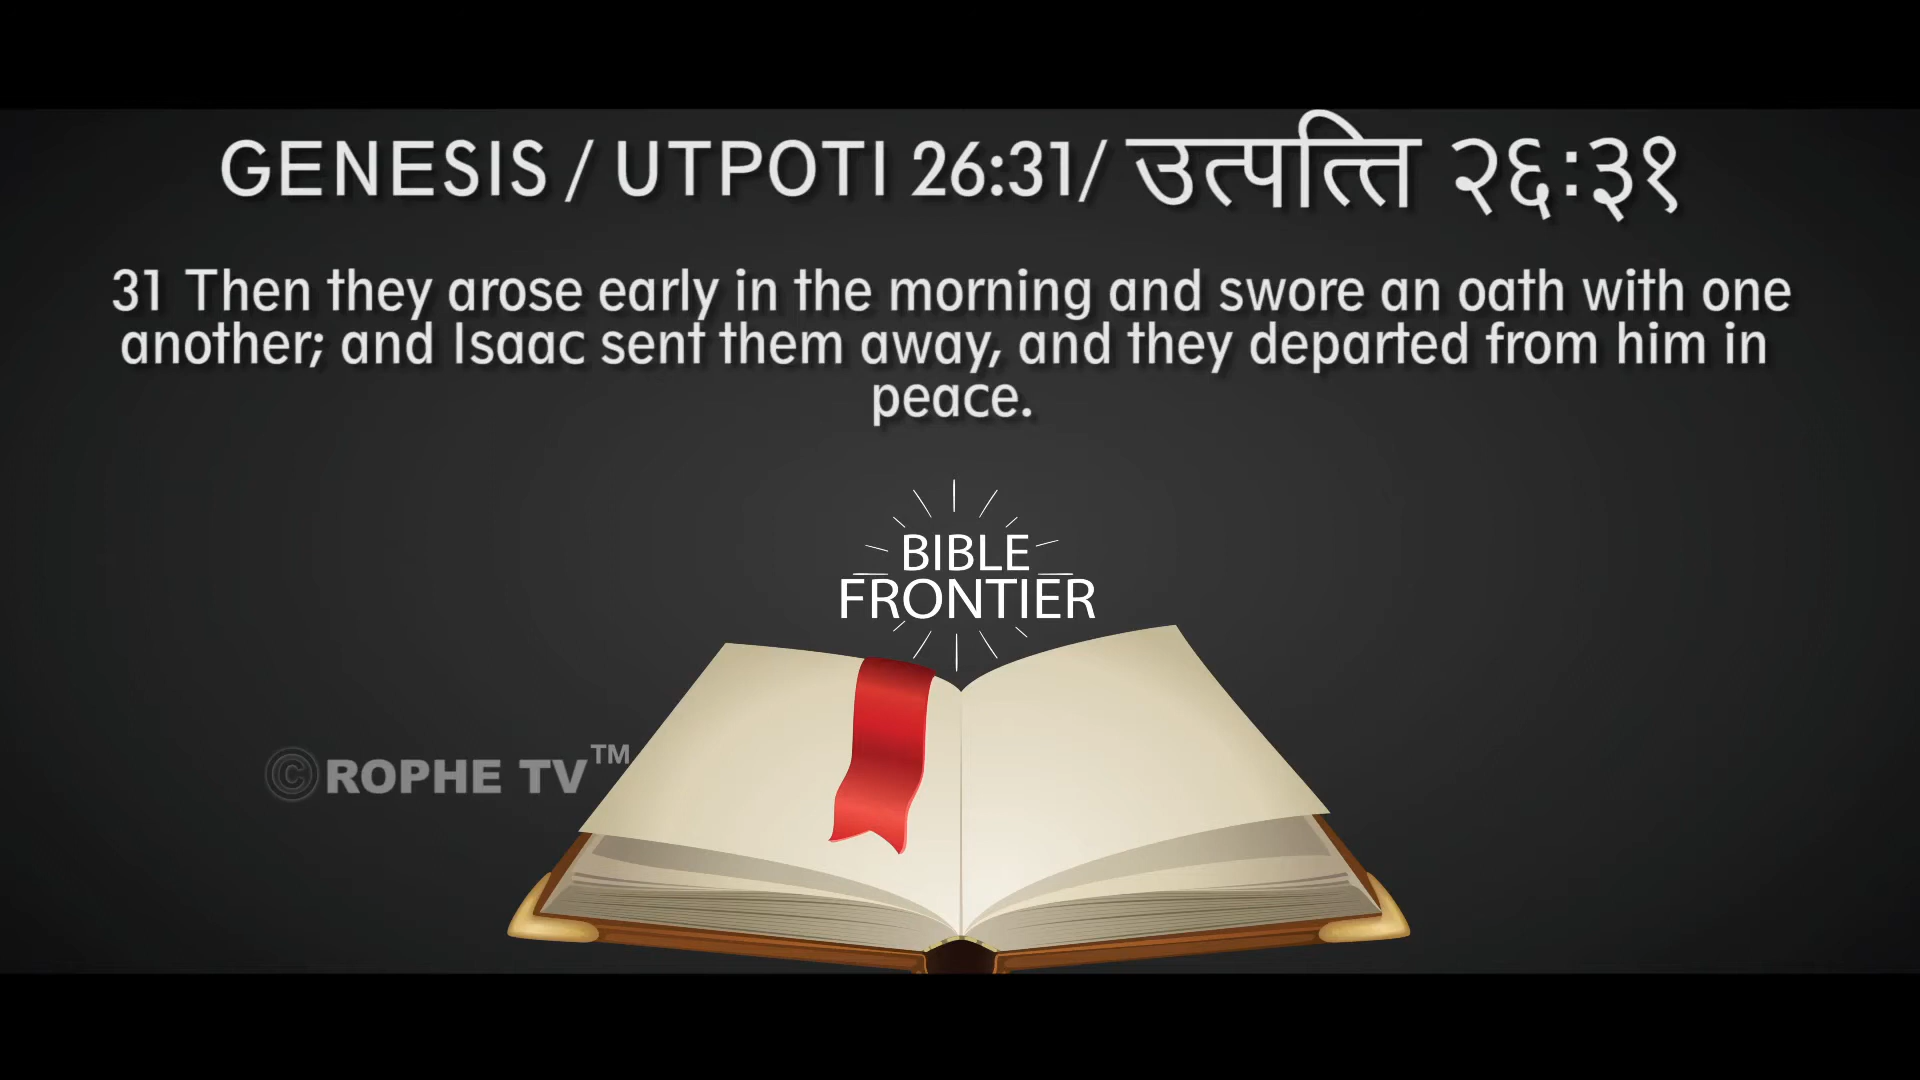 GENESIS / UTPOTI 26:31/ उत्पत्ति २६:३१
31 Then they arose early in the morning and swore an oath with one
another; and Isaac sent them away, and they departed from him in
peace.
BIBLE
FRONTIER
©ROPHE TV™